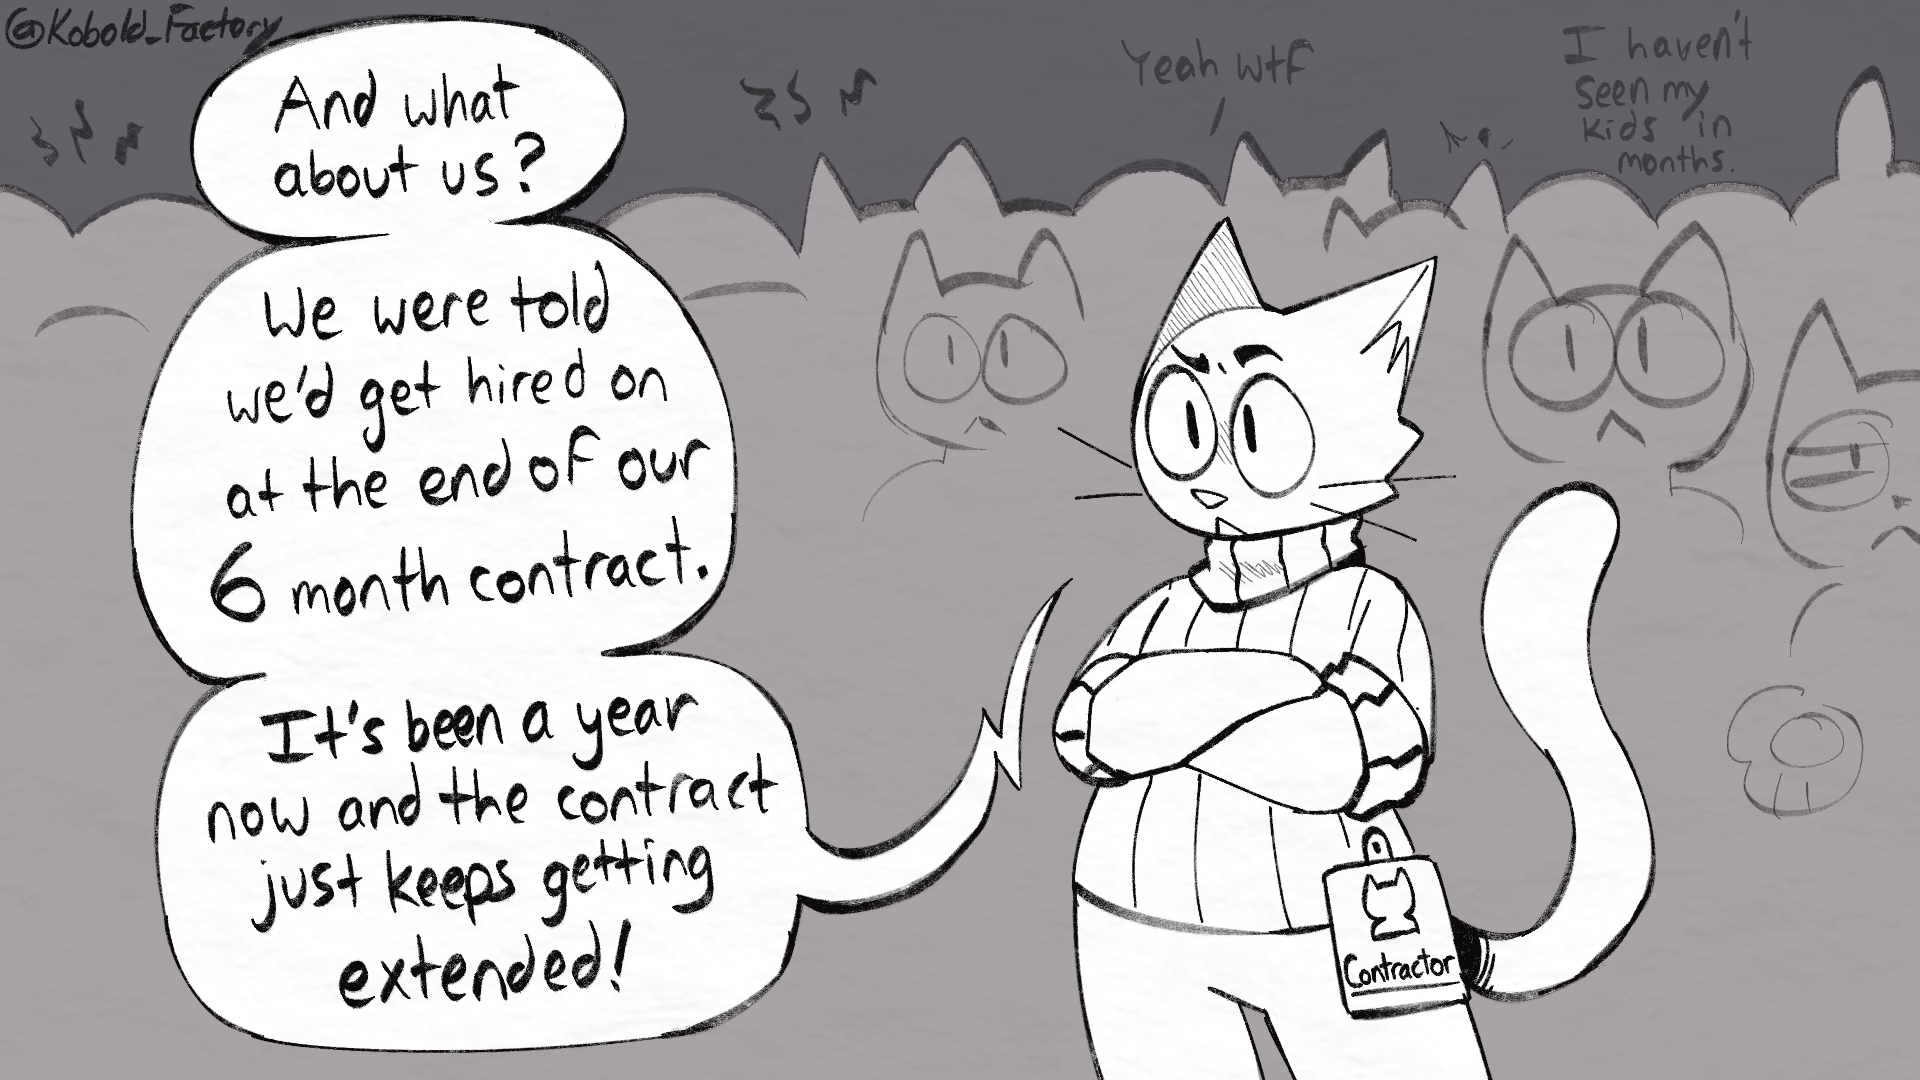 @Kobold_Factory
And what
about us?
We were told
we'd get hired on
at the end of our
6 month contract.
It's been a year
now and the contract
just keeps getting
extended!
Yeah wtf
I haven't
seen my
kids in
months.
Contractor